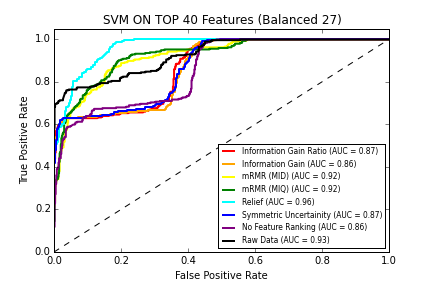 SVM ON TOP 40 Features (Balanced 27)
True Positive Rate
1.0
0.8
0.6
0.4
0.2
0.0
Information Gain Ratio (AUC = 0.87)
Information Gain (AUC = 0.86)
mRMR (MID) (AUC = 0.92)
mRMR (MIQ) (AUC = 0.92)
Relief (AUC = 0.96)
Symmetric Uncertainity (AUC = 0.87)
No Feature Ranking (AUC = 0.86)
Raw Data (AUC = 0.93)
0.0 0.2 0.4 0.6 0.8 1.0
False Positive Rate